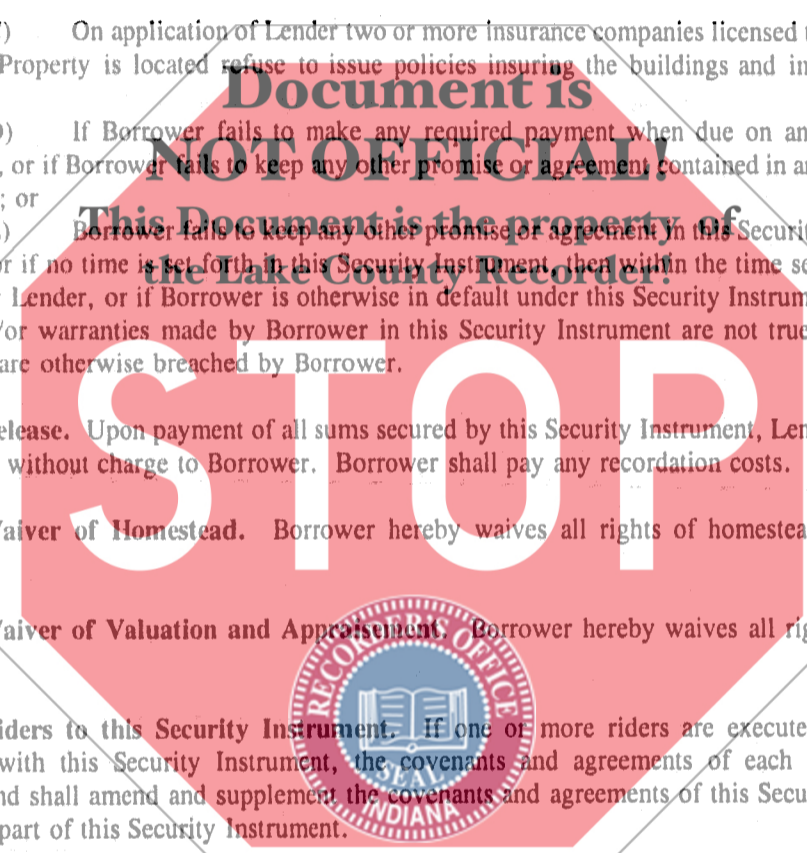 ) On application of Lender two or more insurance companies licensed
Property is located refuse to issue policies insuring the buildings and
Document is
) If Borrower fails to make any required payment when due on
, or if Borrower fails to keep any other promise or agreement contained in
NOT OFFICIAL!
; or
This Document is the property of
) Borrower fails to keep any other promise or agreement in this Securit
r if no time is set forth in this Security Instrument, then within the time
the Lake County Recorder!
Lender, or if Borrower is otherwise in default under this Security Instrum
/or warranties made by Borrower in this Security Instrument are not true
are otherwise breached by Borrower.
STOP
elease. Upon payment of all sums secured by this Security Instrument, Len
without charge to Borrower. Borrower shall pay any recordation costs.
aiver of Homestead. Borrower hereby waives all rights of homestea
aiver of Valuation and Appraisement. Borrower hereby waives all rig
RECORDER'S OFFICE
SEAL
INDIANA
iders to this Security Instrument. If one or more riders are execute
with this Security Instrument, the covenants and agreements of each
nd shall amend and supplement the covenants and agreements of this Secu
part of this Security Instrument.